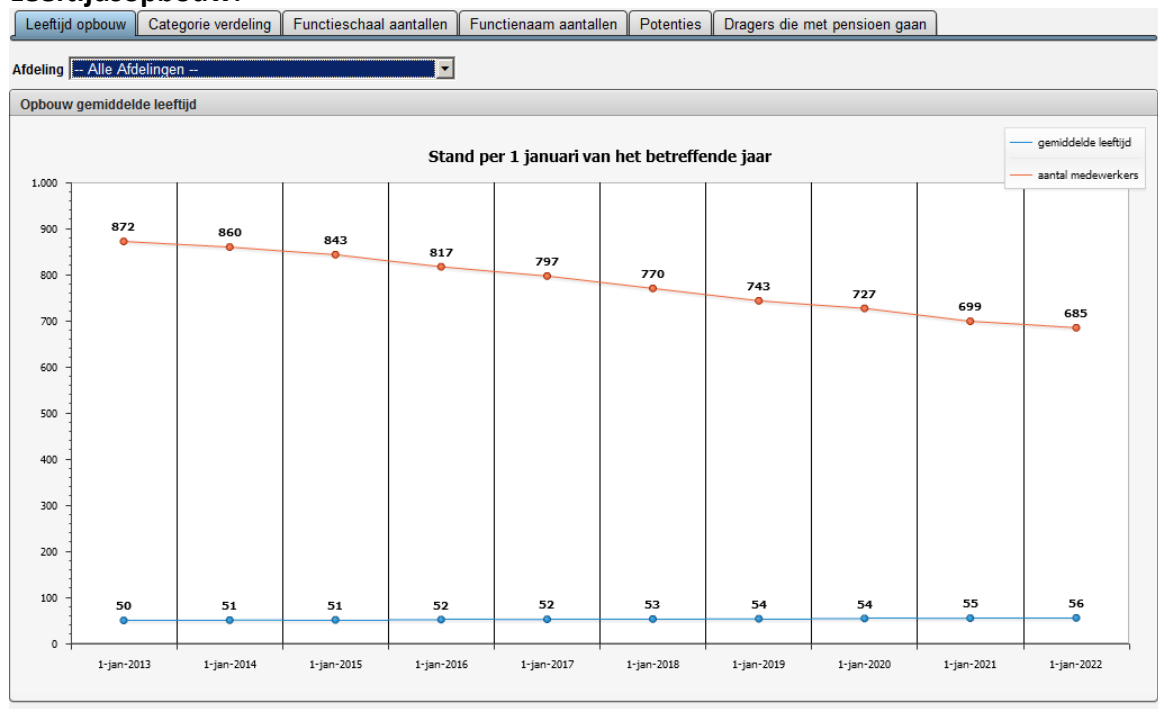 Leeftijdsopbouw:
Leeftijd opbouw Categorie verdeling Functieschaal aantallen Functienaam aantallen Potenties Dragers die met pensioen gaan
Afdeling -- Alle Afdelingen --
Opbouw gemiddelde leeftijd
Stand per 1 januari van het betreffende jaar
gemiddelde leeftijd
aantal medewerkers
1.000
900
800
700
600
500
400
300
200
100
0
872 860 843 817 797 770 743 727 699 685
50 51 51 52 52 53 54 54 55 56
1-jan-2013 1-jan-2014 1-jan-2015 1-jan-2016 1-jan-2017 1-jan-2018 1-jan-2019 1-jan-2020 1-jan-2021 1-jan-2022